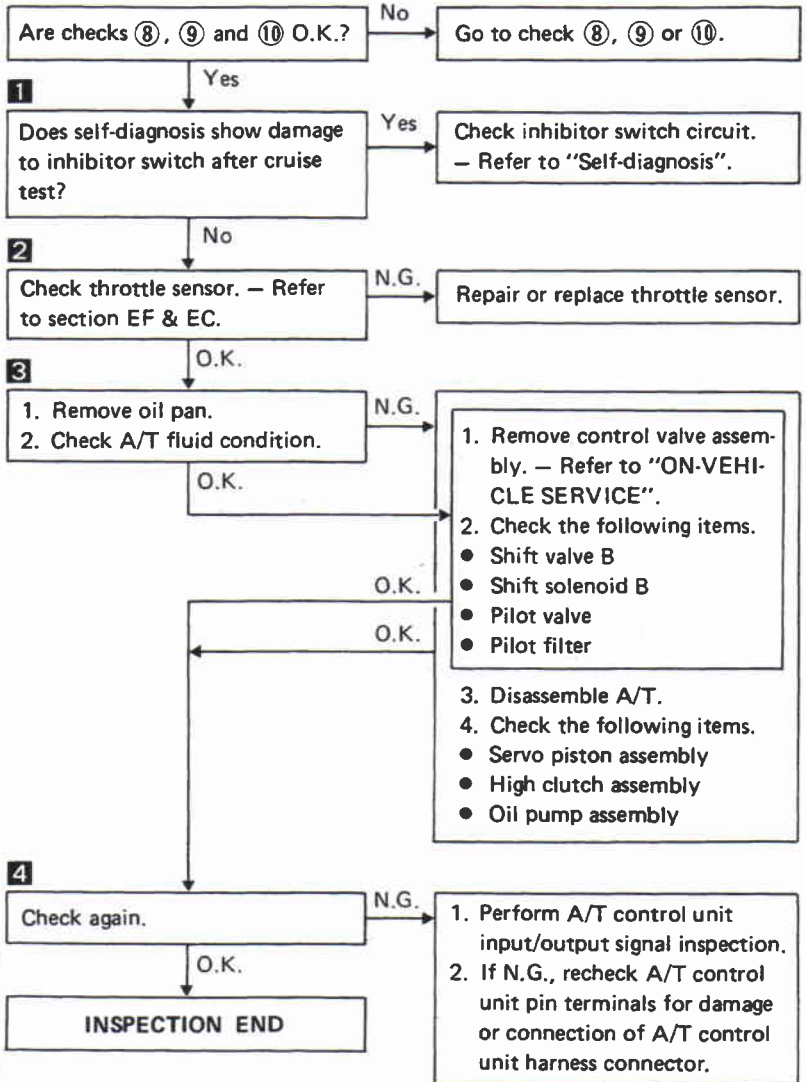 Are checks ⑧, ⑨ and ⑩ O.K.?
No
Go to check ⑧, ⑨ or ⑩.
Yes
1
Does self-diagnosis show damage
to inhibitor switch after cruise
test?
Yes
Check inhibitor switch circuit.
— Refer to "Self-diagnosis".
No
2
Check throttle sensor. — Refer
to section EF & EC.
N.G.
Repair or replace throttle sensor.
O.K.
3
1. Remove oil pan.
2. Check A/T fluid condition.
N.G.
O.K.
1. Remove control valve assem-
bly. — Refer to "ON-VEHI-
CLE SERVICE".
2. Check the following items.
● Shift valve B
● Shift solenoid B
● Pilot valve
● Pilot filter
O.K.
O.K.
3. Disassemble A/T.
4. Check the following items.
● Servo piston assembly
● High clutch assembly
● Oil pump assembly
4
Check again.
N.G.
1. Perform A/T control unit
input/output signal inspection.
2. If N.G., recheck A/T control
unit pin terminals for damage
or connection of A/T control
unit harness connector.
O.K.
INSPECTION END